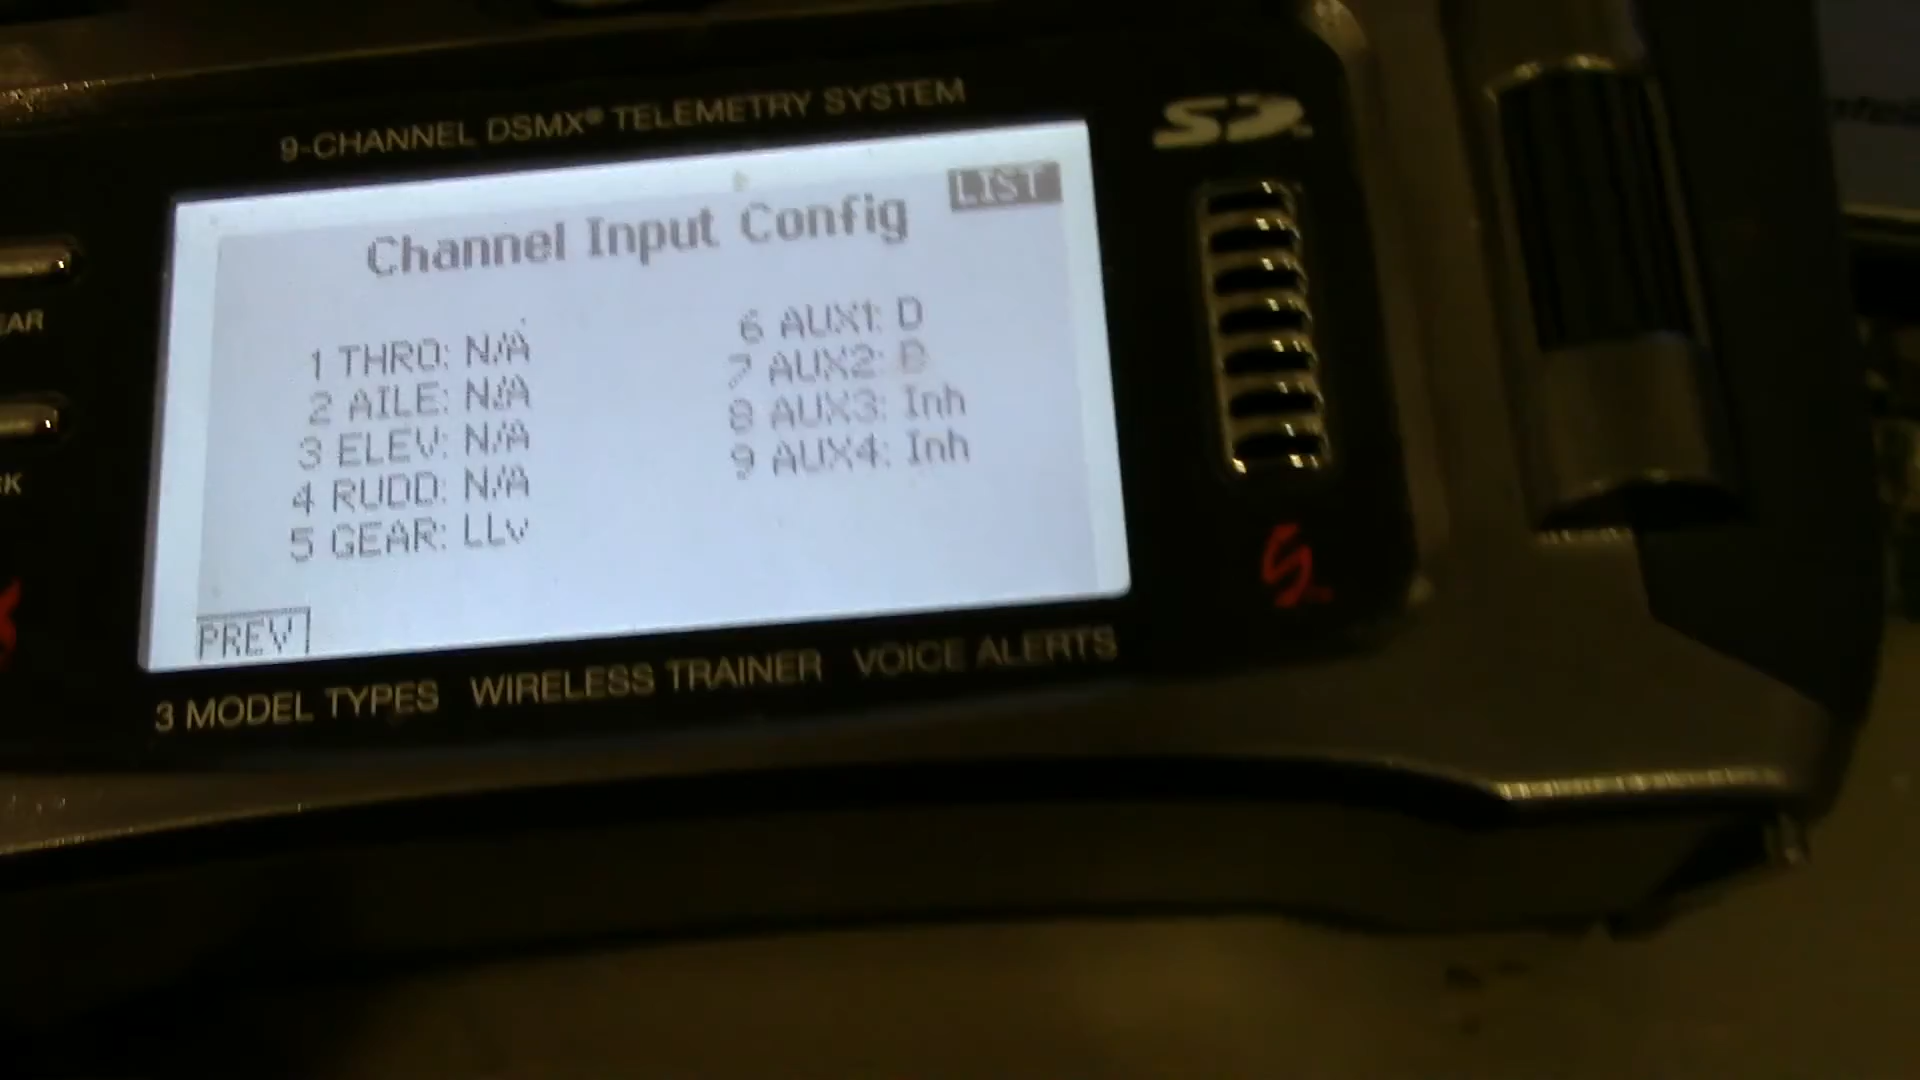 9-CHANNEL DSMX® TELEMETRY SYSTEM
LIST
Channel Input Config
1 THRO: N/A
2 AILE: N/A
3 ELEV: N/A
4 RUDD: N/A
5 GEAR: LLv
6 AUX1: D
7 AUX2:
8 AUX3: Inh
9 AUX4: Inh
PREV
3 MODEL TYPES WIRELESS TRAINER VOICE ALERTS